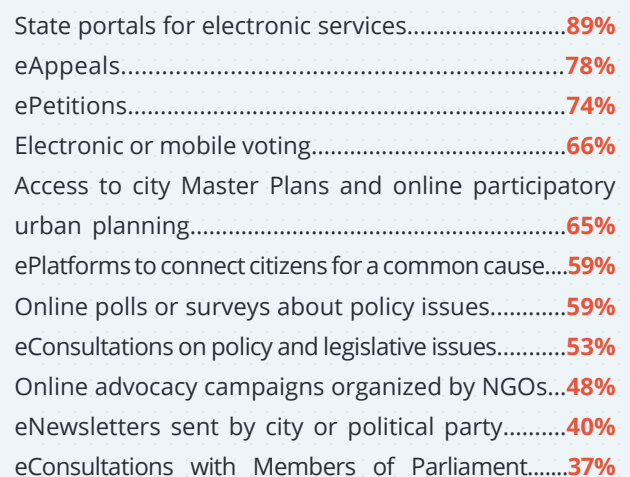 State portals for electronic services............................89%
eAppeals................................................................................78%
ePetitions..............................................................................74%
Electronic or mobile voting.............................................66%
Access to city Master Plans and online participatory
urban planning...................................................................65%
ePlatforms to connect citizens for a common cause....59%
Online polls or surveys about policy issues............59%
eConsultations on policy and legislative issues...........53%
Online advocacy campaigns organized by NGOs...48%
eNewsletters sent by city or political party..........40%
eConsultations with Members of Parliament.......37%